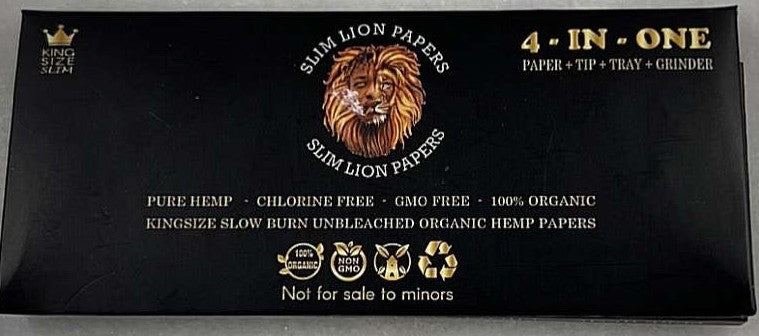 KING
SIZE
SLIM
SLIM LION PAPERS
SLIM LION PAPERS
4 - IN - ONE
PAPER + TIP + TRAY + GRINDER
PURE HEMP - CHLORINE FREE - GMO FREE - 100% ORGANIC
KINGSIZE SLOW BURN UNBLEACHED ORGANIC HEMP PAPERS
100%
ORGANIC
NON
GMO
Not for sale to minors